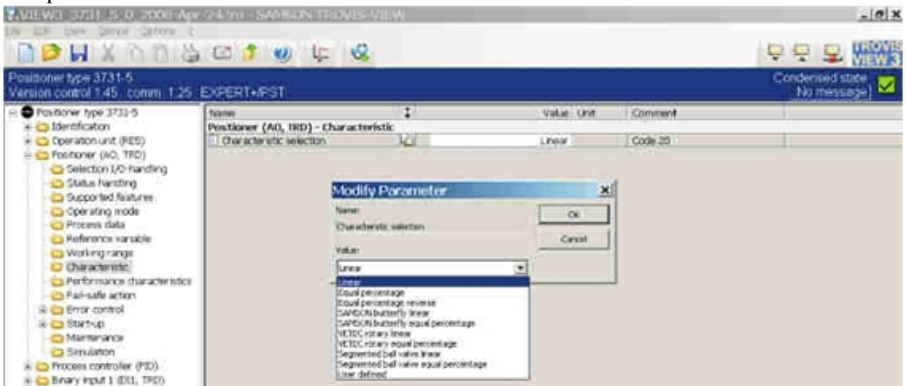 VIEW3 3731-5 0 2008-Apr-24.tro - SAMSON TROVIS-VIEW
TROVIS
VIEW 3
Positioner type 3731-5
Version control 1.45 comm. 1.25 EXPERT+/PST
Condensed state
No message
Positioner type 3731-5
Identification
Operation unit (RES)
Positioner (AO, TRD)
Selection I/O-handling
Status handling
Supported features
Operating mode
Process data
Reference variable
Working range
Characteristic
Performance characteristics
Fail-safe action
Error control
Start-up
Maintenance
Simulation
Process controller (PID)
Binary input 1 (DI1, TRD)
Name Value Unit Comment
Positioner (AO, TRD) - Characteristic
Characteristic selection Linear Code 20
Modify Parameter
Name:
Characteristic selection
OK
Cancel
Value:
Linear
Linear
Equal percentage
Equal percentage reverse
SAMSON butterfly linear
SAMSON butterfly equal percentage
VETEC rotary linear
VETEC rotary equal percentage
Segmented ball valve linear
Segmented ball valve equal percentage
User defined